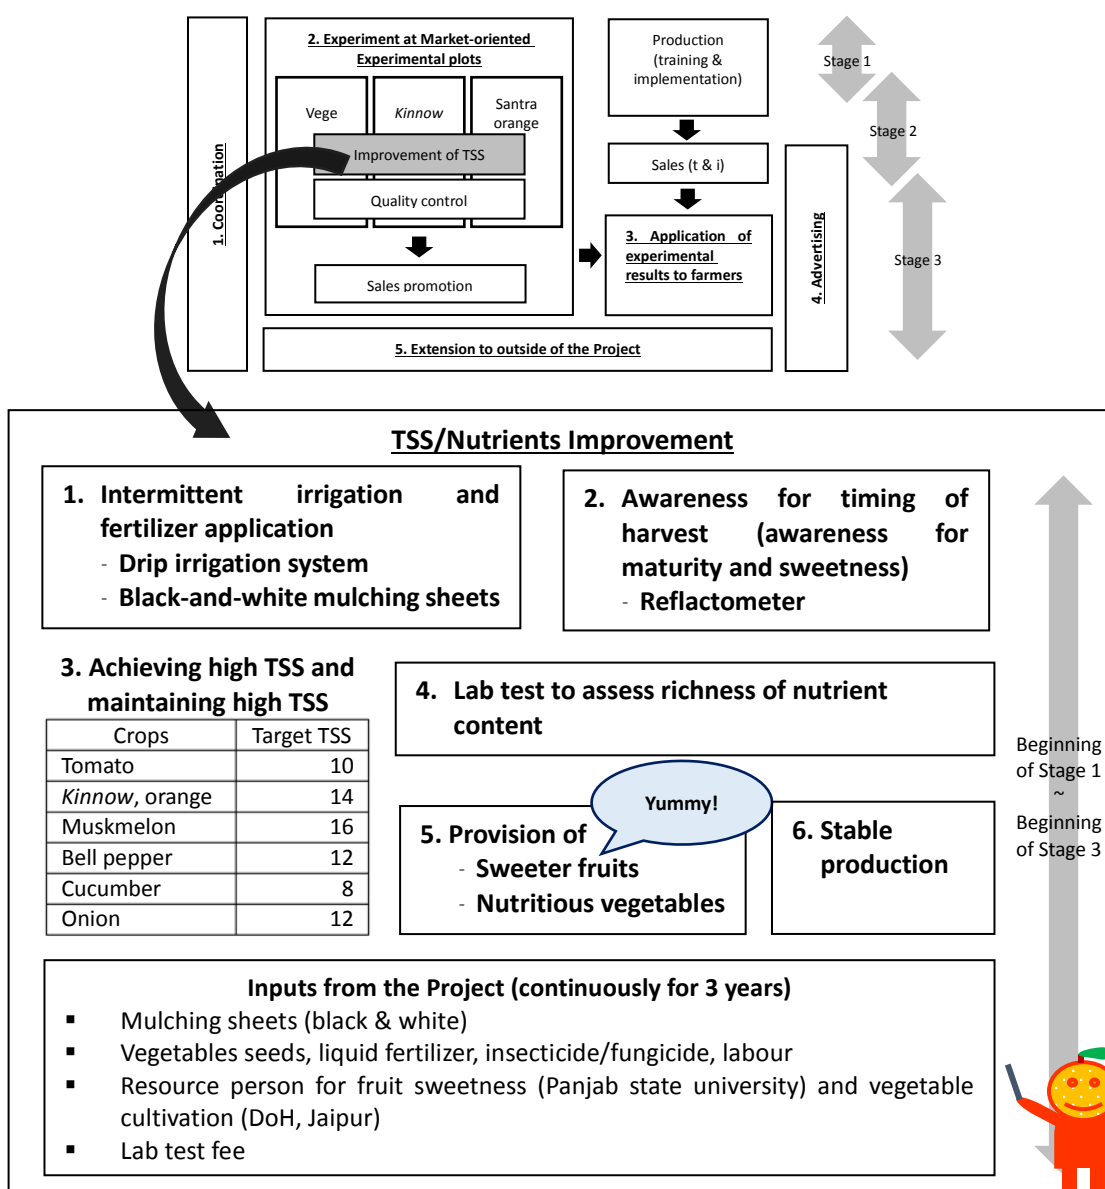 2. Experiment at Market-oriented
Experimental plots
Vege
Kinnow
Santra
orange
Improvement of TSS
Quality control
Sales promotion
1. Coordination
Production
(training &
implementation)
Sales (t & i)
3. Application of
experimental
results to farmers
4. Advertising
5. Extension to outside of the Project
Stage 1
Stage 2
Stage 3
TSS/Nutrients Improvement
1. Intermittent irrigation and
fertilizer application
- Drip irrigation system
- Black-and-white mulching sheets
2. Awareness for timing of
harvest (awareness for
maturity and sweetness)
- Reflactometer
3. Achieving high TSS and
maintaining high TSS
Crops Target TSS
Tomato 10
Kinnow, orange 14
Muskmelon 16
Bell pepper 12
Cucumber 8
Onion 12
4. Lab test to assess richness of nutrient
content
Yummy!
5. Provision of
- Sweeter fruits
- Nutritious vegetables
6. Stable
production
Beginning
of Stage 1
~
Beginning
of Stage 3
Inputs from the Project (continuously for 3 years)
▪ Mulching sheets (black & white)
▪ Vegetables seeds, liquid fertilizer, insecticide/fungicide, labour
▪ Resource person for fruit sweetness (Panjab state university) and vegetable
cultivation (DoH, Jaipur)
▪ Lab test fee